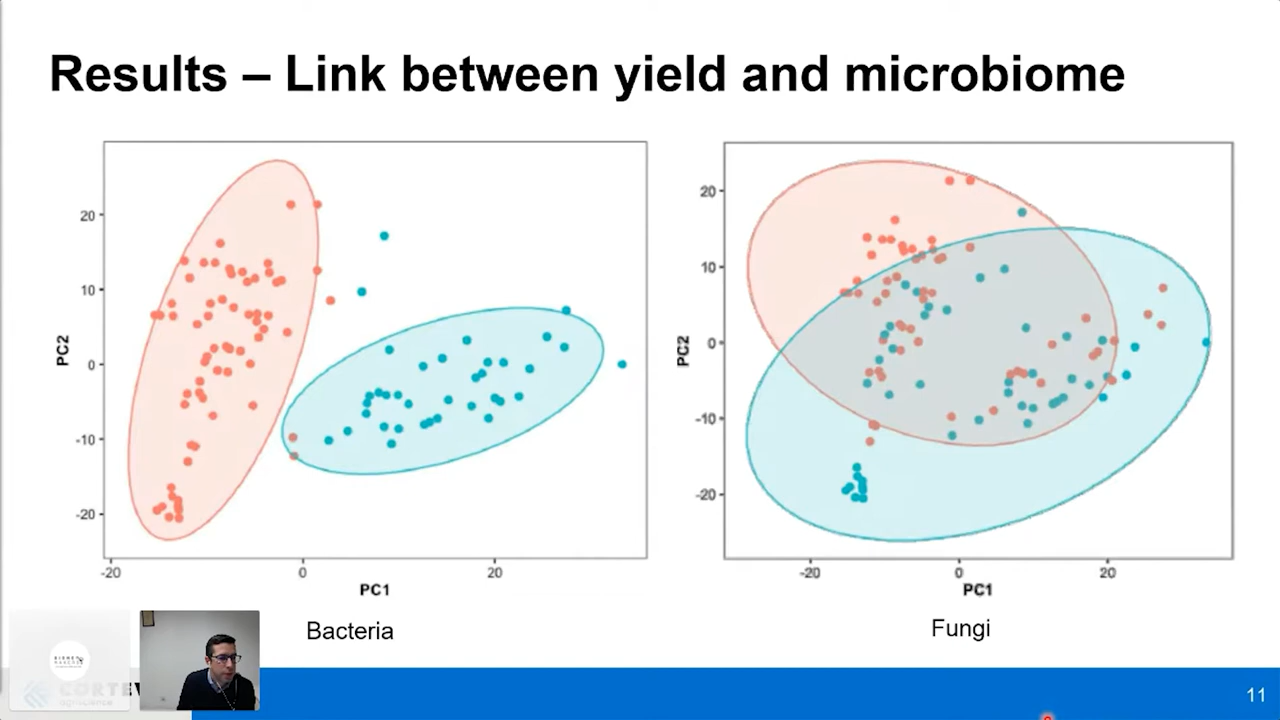 Results – Link between yield and microbiome
PC2
20
10
0
-10
-20
-20
0
20
PC1
Bacteria
PC2
20
10
0
-10
-20
-20
0
20
PC1
Fungi
11